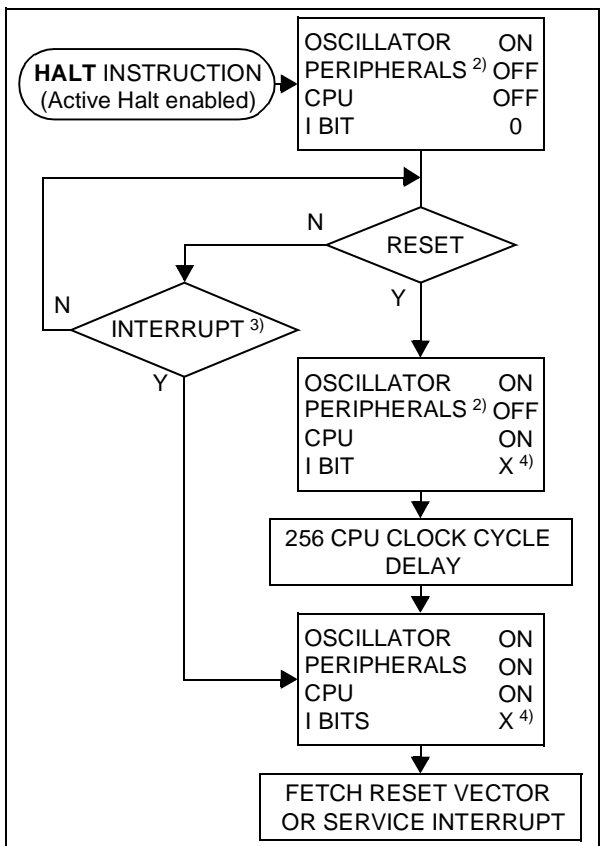 HALT INSTRUCTION
(Active Halt enabled)
OSCILLATOR ON
PERIPHERALS 2) OFF
CPU OFF
I BIT 0
N
RESET
Y
N
INTERRUPT 3)
Y
OSCILLATOR ON
PERIPHERALS 2) OFF
CPU ON
I BIT X 4)
256 CPU CLOCK CYCLE
DELAY
OSCILLATOR ON
PERIPHERALS ON
CPU ON
I BITS X 4)
FETCH RESET VECTOR
OR SERVICE INTERRUPT